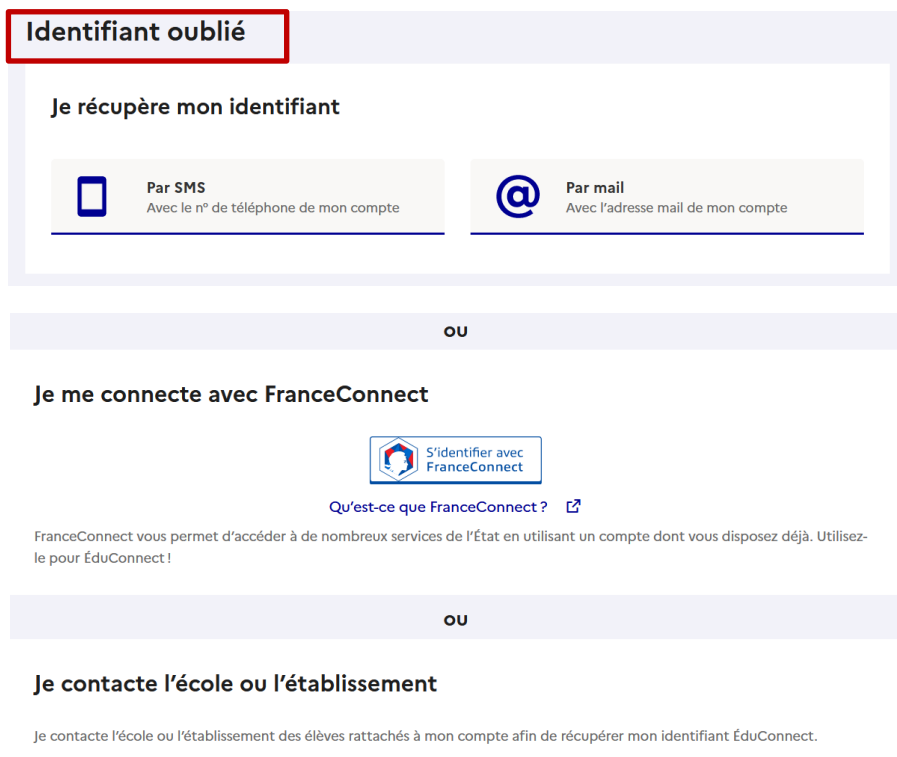 Identifiant oublié
Je récupère mon identifiant
Par SMS
Avec le nº de téléphone de mon compte
Par mail
Avec l'adresse mail de mon compte
OU
Je me connecte avec FranceConnect
S'identifier avec
FranceConnect
Qu'est-ce que FranceConnect ?
FranceConnect vous permet d'accéder à de nombreux services de l'État en utilisant un compte dont vous disposez déjà. Utilisez-
le pour ÉduConnect !
OU
Je contacte l'école ou l'établissement
Je contacte l'école ou l'établissement des élèves rattachés à mon compte afin de récupérer mon identifiant ÉduConnect.